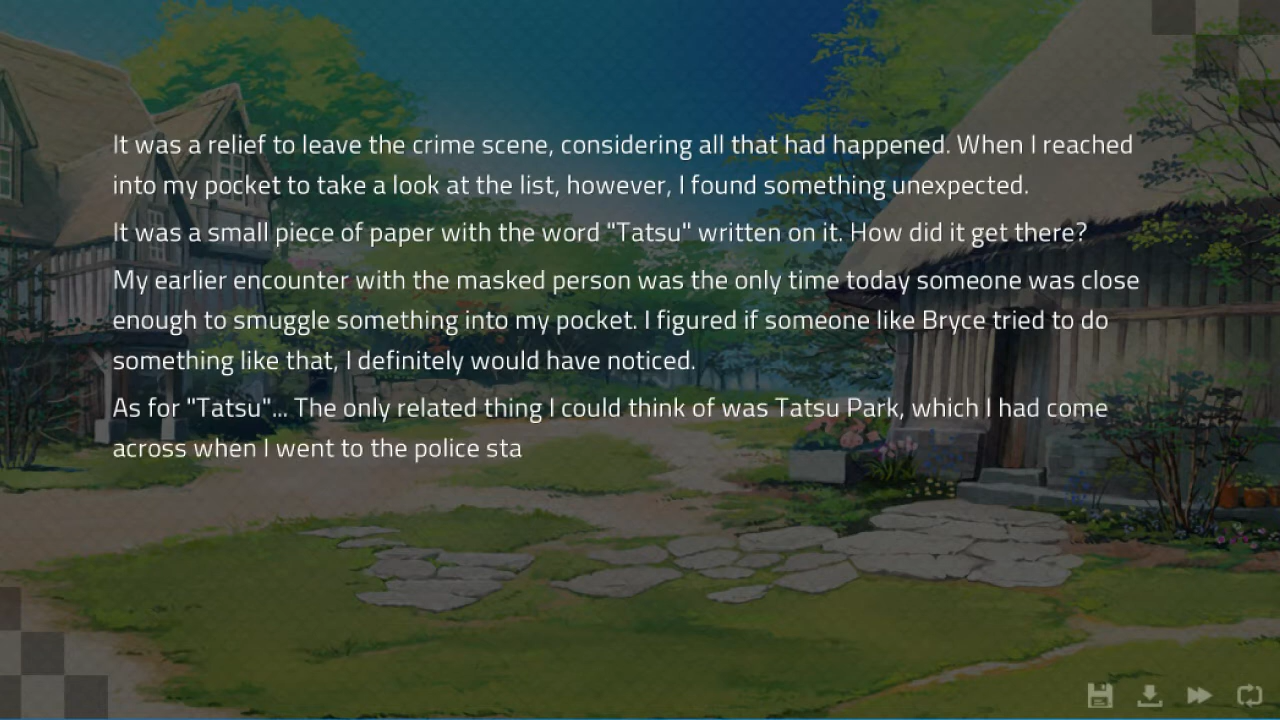 It was a relief to leave the crime scene, considering all that had happened. When I reached
into my pocket to take a look at the list, however, I found something unexpected.
It was a small piece of paper with the word "Tatsu" written on it. How did it get there?
My earlier encounter with the masked person was the only time today someone was close
enough to smuggle something into my pocket. I figured if someone like Bryce tried to do
something like that, I definitely would have noticed.
As for "Tatsu"... The only related thing I could think of was Tatsu Park, which I had come
across when I went to the police sta